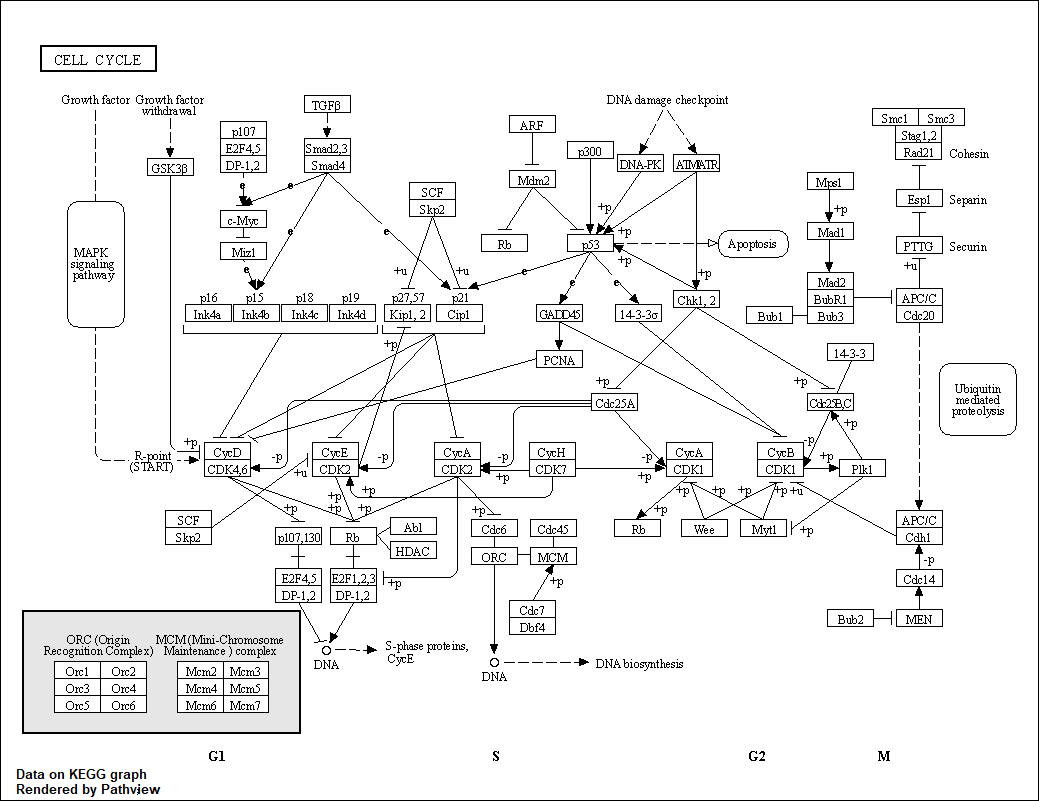 CELL CYCLE
Growth factor
Growth factor
withdrawal
TGFβ
DNA damage checkpoint
p107
E2F4,5
DP-1,2
Smad2,3
Smad4
ARF
p300
DNA-PK
ATMATR
Smc1
Smc3
Stag1,2
Rad21
Cohesin
GSK3β
e
e
e
e
c-Myc
Miz1
SCF
Skp2
Mdm2
Rb
p53
+p
+p
Apoptosis
Mps1
+p
Mad1
Esp1
Separin
PTTG
Securin
+u
MAPK
signaling
pathway
+u
+u
e
e
e
+p
Mad2
BubR1
Bub3
Bub1
APC/C
Cdc20
p16
p15
p18
p19
p27,57
p21
Ink4a
Ink4b
Ink4c
Ink4d
Kip1, 2
Cip1
GADD45
14-3-3σ
Chk1, 2
+p
PCNA
14-3-3
+p
+p
Cdc25A
Cdc25B,C
+p
Ubiquitin
mediated
proteolysis
R-point
(START)
+p
CycD
CDK4,6
-p
CycE
CDK2
-p
CycA
CDK2
-p
+p
CycH
CDK7
-p
+p
CycA
CDK1
CycB
CDK1
-p
+p
Plk1
+u
+p
+p
+p
+p
+p
+p
+p
+p
+p
+u
SCF
Skp2
p107,130
Rb
Abl
HDAC
Cdc6
Cdc45
ORC
MCM
+p
Rb
Wee
Myt1
+p
APC/C
Cdh1
-p
Cdc14
E2F4,5
DP-1,2
E2F1,2,3
DP-1,2
+p
Cdc7
Dbf4
Bub2
MEN
DNA
S-phase proteins,
CycE
DNA
DNA biosynthesis
ORC (Origin
Recognition Complex)
MCM (Mini-Chromosome
Maintenance ) complex
Orc1
Orc2
Mcm2
Mcm3
Orc3
Orc4
Mcm4
Mcm5
Orc5
Orc6
Mcm6
Mcm7
G1
S
G2
M
Data on KEGG graph
Rendered by Pathview